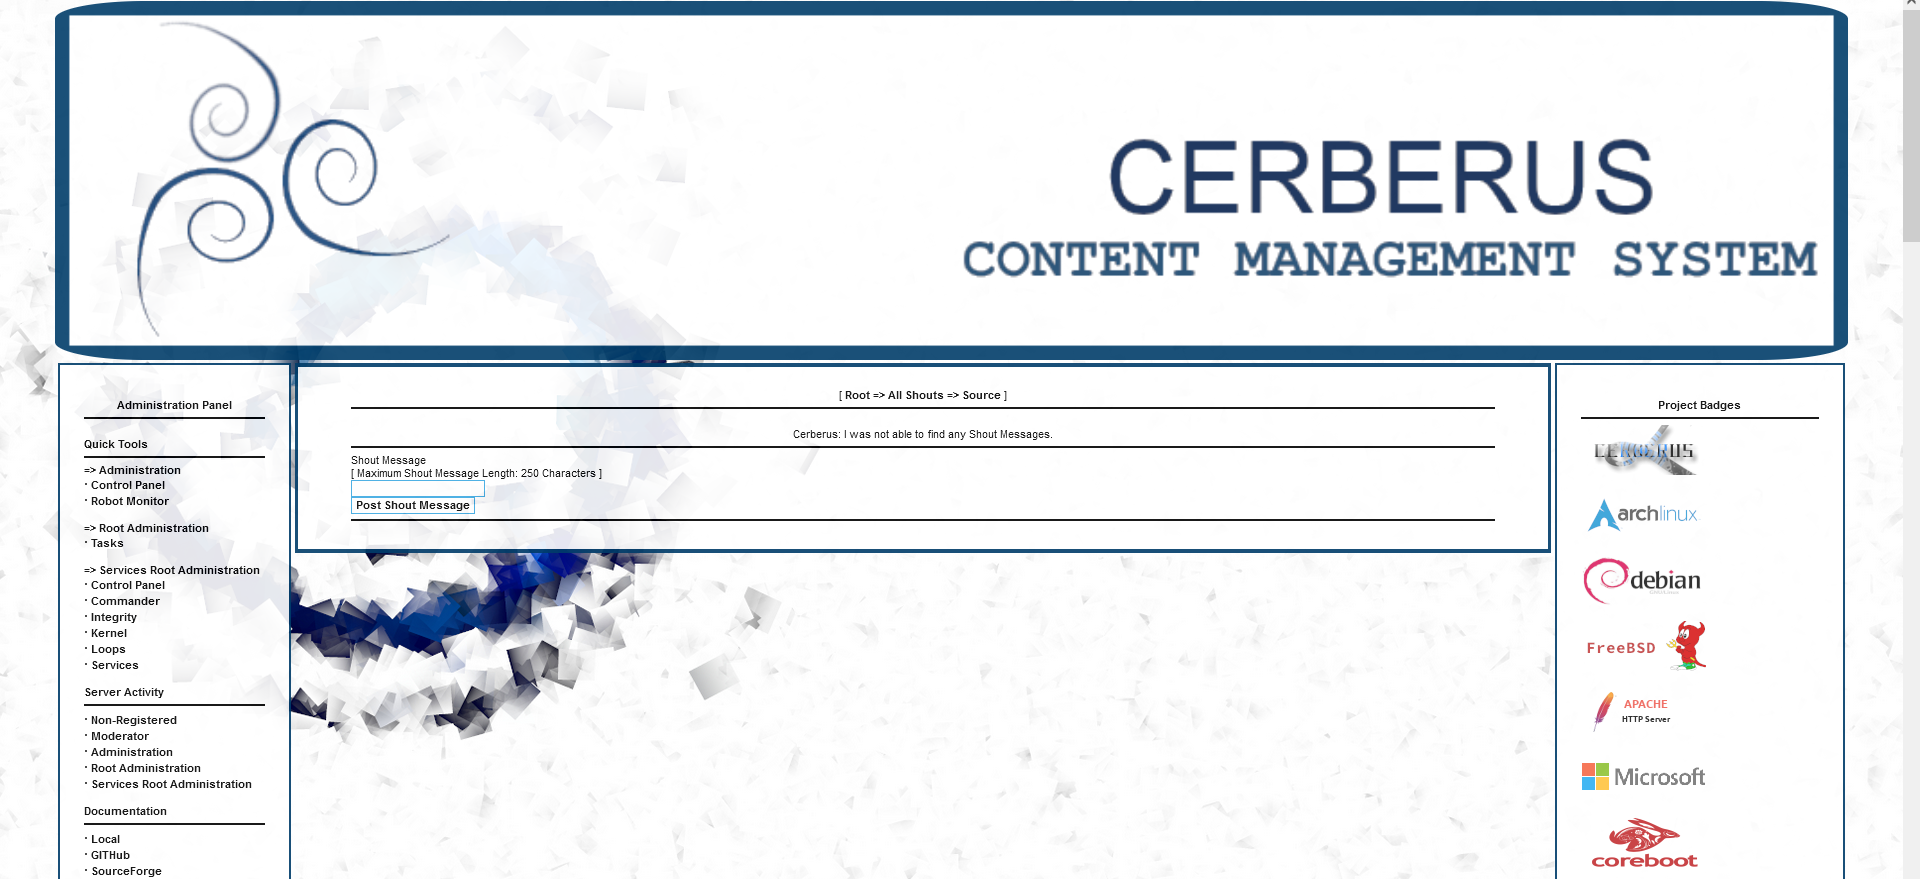 CERBERUS
CONTENT MANAGEMENT SYSTEM
Administration Panel
Quick Tools
=> Administration
· Control Panel
· Robot Monitor
=> Root Administration
· Tasks
=> Services Root Administration
· Control Panel
· Commander
· Integrity
· Kernel
· Loops
· Services
Server Activity
· Non-Registered
· Moderator
· Administration
· Root Administration
· Services Root Administration
Documentation
· Local
· GITHub
· SourceForge
[ Root => All Shouts => Source ]
Cerberus: I was not able to find any Shout Messages.
Shout Message
[ Maximum Shout Message Length: 250 Characters ]
Post Shout Message
Project Badges
CERBERUS
archlinux
debian
FreeBSD
APACHE
HTTP Server
Microsoft
coreboot